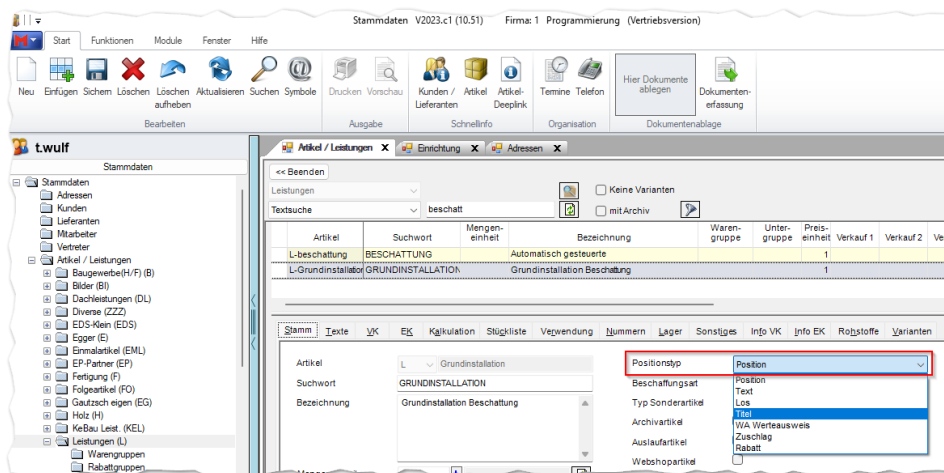 Stammdaten V2023.c1 (10.51) Firma: 1 Programmierung (Vertriebsversion)
Start Funktionen Module Fenster Hilfe
Neu Einfügen Sichern Löschen Löschen aufheben Aktualisieren Suchen Symbole Drucken Vorschau Kunden / Lieferanten Artikel Artikel-Deeplink Termine Telefon Hier Dokumente ablegen Dokumenten-erfassung
Bearbeiten Ausgabe Schnellinfo Organisation Dokumentenablage
t.wulf
Stammdaten
Stammdaten
Adressen
Kunden
Lieferanten
Mitarbeiter
Vertreter
Artikel / Leistungen
Baugewerbe(H/F) (B)
Bilder (BI)
Dachleistungen (DL)
Diverse (ZZZ)
EDS-Klein (EDS)
Egger (E)
Einmalartikel (EML)
EP-Partner (EP)
Fertigung (F)
Folgeartikel (FO)
Gautzsch eigen (EG)
Holz (H)
KeBau Leist. (KEL)
Leistungen (L)
Warengruppen
Rabattgruppen
Artikel / Leistungen X Einrichtung X Adressen X
<< Beenden
Leistungen Keine Varianten
Textsuche beschatt mit Archiv
Artikel Suchwort Mengen-einheit Bezeichnung Waren-gruppe Unter-gruppe Preis-einheit Verkauf 1 Verkauf 2 Ve
L-beschattung BESCHATTUNG Automatisch gesteuerte 1
L-Grundinstallation GRUNDINSTALLATION Grundinstallation Beschattung 1
Stamm Texte VK EK Kalkulation Stückliste Verwendung Nummern Lager Sonstiges Info VK Info EK Rohstoffe Varianten
Artikel L Grundinstallation
Suchwort GRUNDINSTALLATION
Bezeichnung Grundinstallation Beschattung
Positionstyp Position
Beschaffungsart
Typ Sonderartikel
Archivartikel
Auslaufartikel
Webshopartikel
Position
Text
Los
Titel
WA Werteausweis
Zuschlag
Rabatt